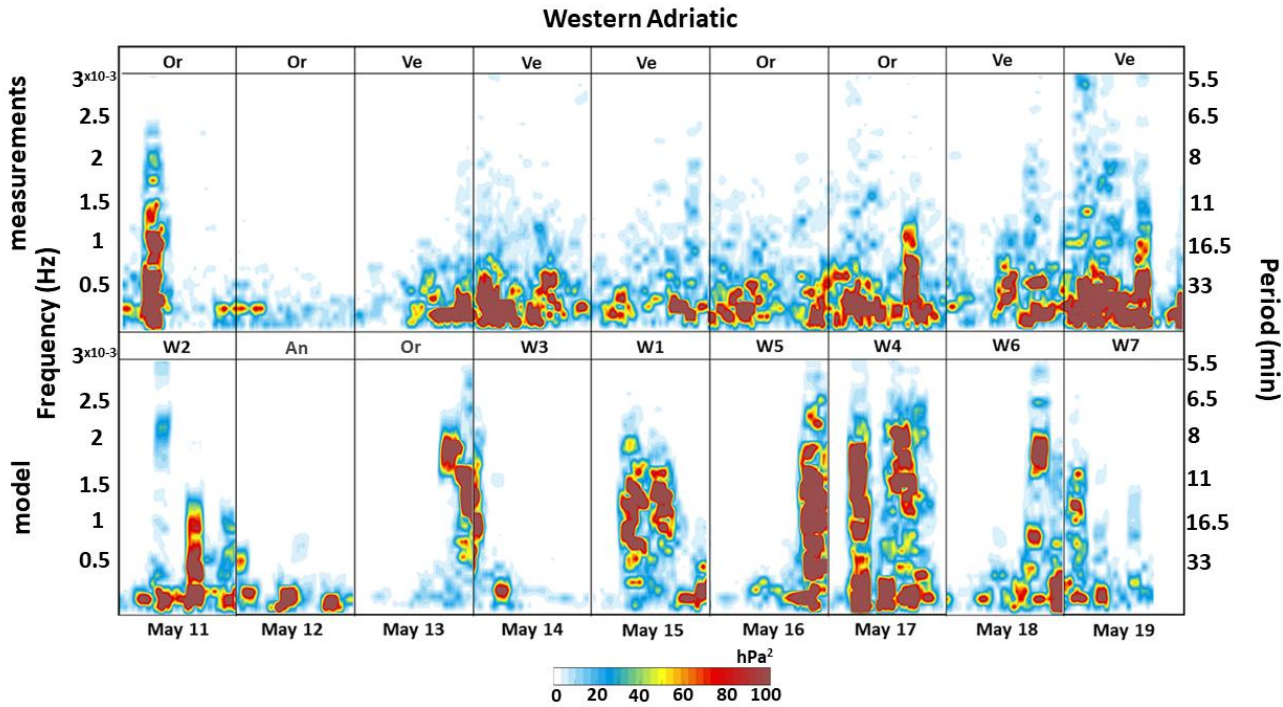 Western Adriatic
measurements
model
Frequency (Hz)
Period (min)
Or Or Ve Ve Ve Or Or Ve Ve
3x10-3 5.5
2.5 6.5
2 8
1.5 11
1 16.5
0.5 33
W2 An Or W3 W1 W5 W4 W6 W7
3x10-3 5.5
2.5 6.5
2 8
1.5 11
1 16.5
0.5 33
May 11 May 12 May 13 May 14 May 15 May 16 May 17 May 18 May 19
hPa²
0 20 40 60 80 100